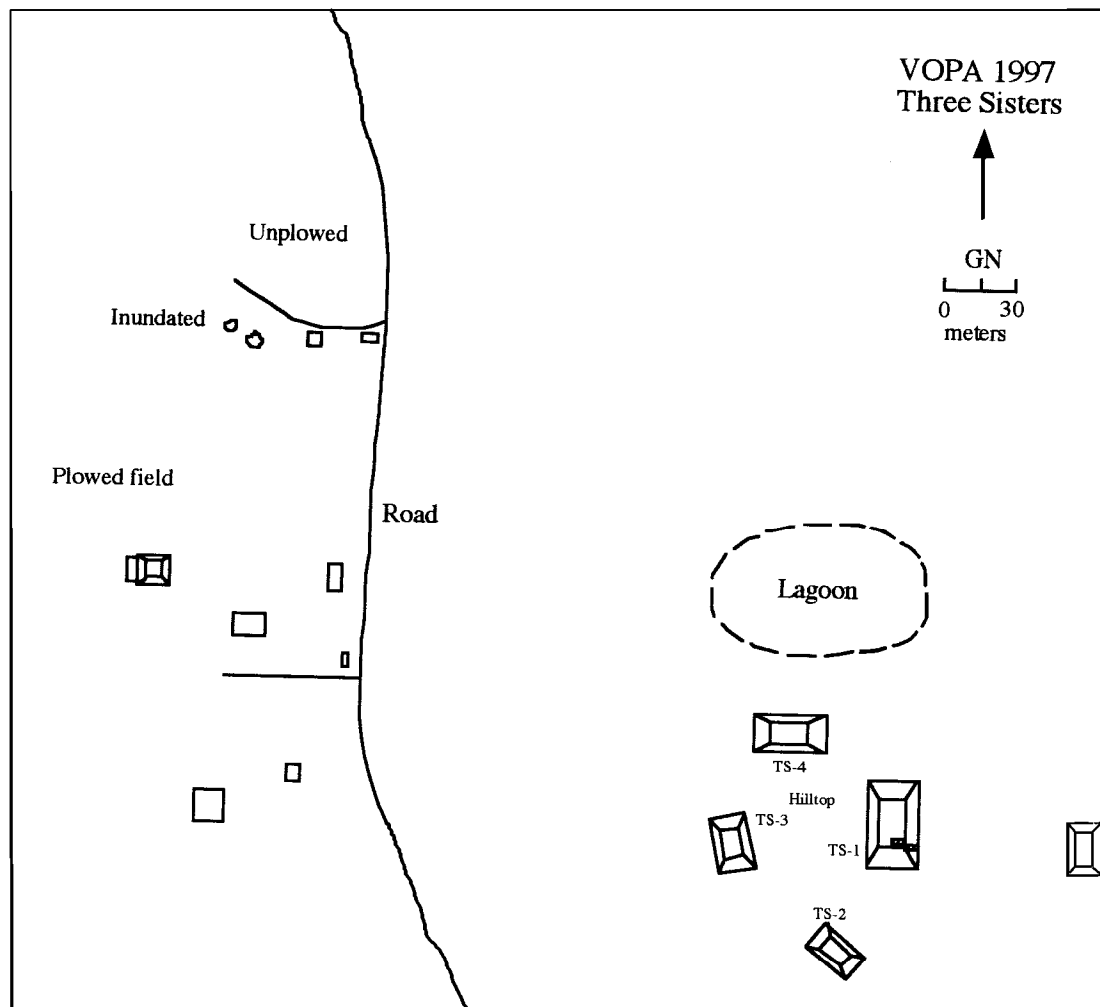 VOPA 1997
Three Sisters
GN
0 30
meters
Unplowed
Inundated
Plowed field
Road
Lagoon
TS-4
Hilltop
TS-3
TS-1
TS-2